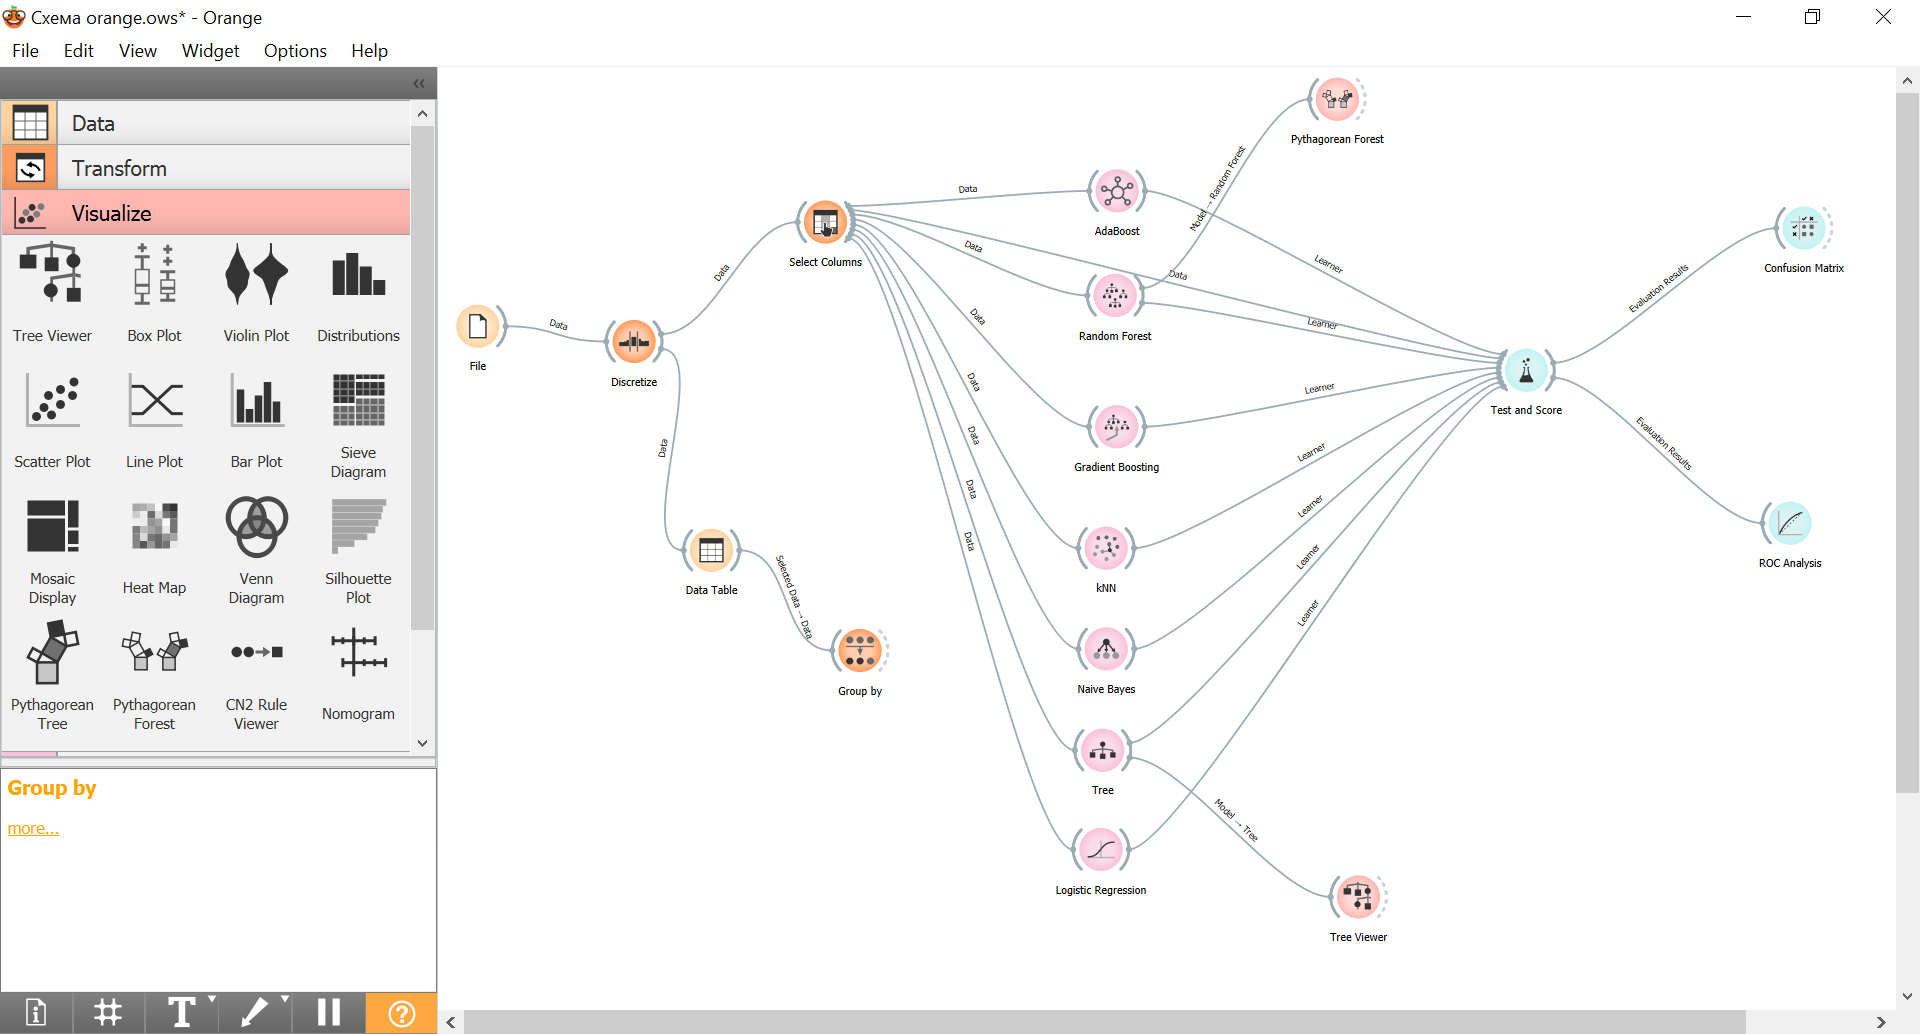 Схема orange.ows* - Orange
File Edit View Widget Options Help
«
Data
Transform
Visualize
Tree Viewer Box Plot Violin Plot Distributions
Scatter Plot Line Plot Bar Plot Sieve
Diagram
Mosaic
Display
Heat Map
Venn
Diagram
Silhouette
Plot
Pythagorean
Tree
Pythagorean
Forest
CN2 Rule
Viewer
Nomogram
Group by
more...
T
?
File
Data
Discretize
Data
Data
Select Columns
Data Table
Selected Data → Data
Group by
Data
Data
Data
Data
Data
Data
Data
Data
AdaBoost
Random Forest
Gradient Boosting
kNN
Naive Bayes
Tree
Logistic Regression
Model → Random Forest
Pythagorean Forest
Learner
Learner
Learner
Learner
Learner
Learner
Learner
Model → Tree
Tree Viewer
Test and Score
Evaluation Results
Confusion Matrix
Evaluation Results
ROC Analysis